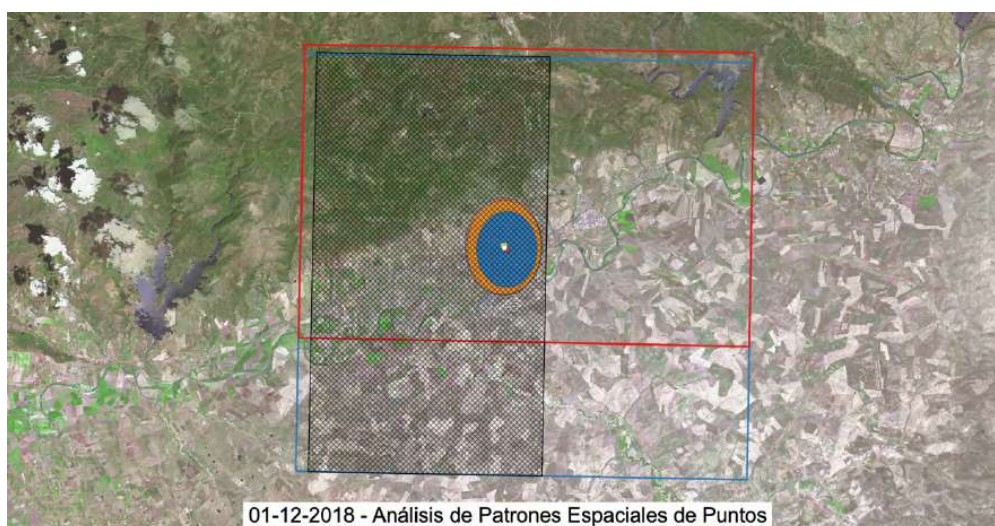 01-12-2018 - Análisis de Patrones Espaciales de Puntos